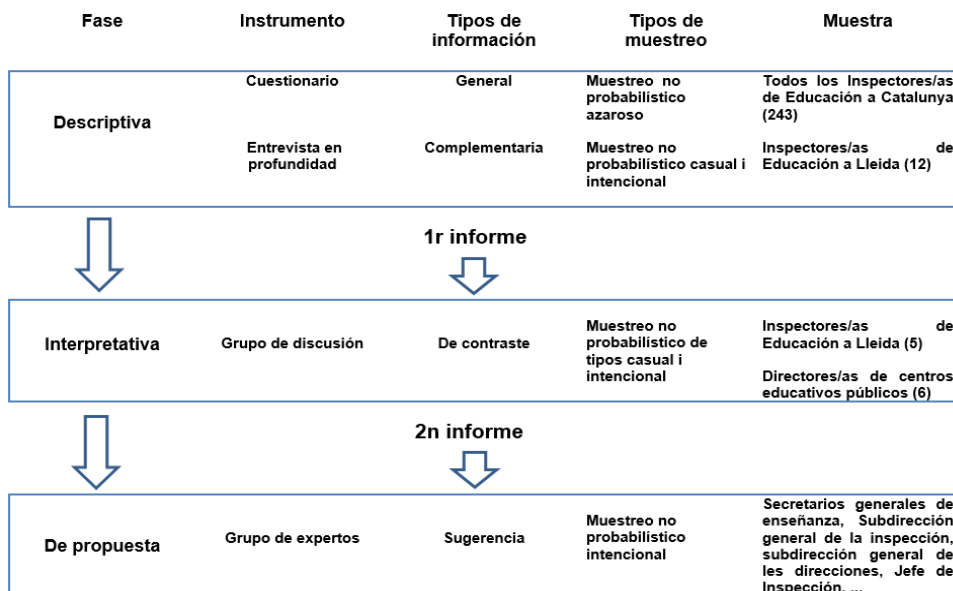 Fase
Instrumento
Tipos de
información
Tipos de
muestreo
Muestra
Descriptiva
Cuestionario
General
Muestreo no
probabilístico
azaroso
Todos los Inspectores/as
de Educación a Catalunya
(243)
Entrevista en
profundidad
Complementaria
Muestreo no
probabilístico casual i
intencional
Inspectores/as de
Educación a Lleida (12)
1r informe
Interpretativa
Grupo de discusión
De contraste
Muestreo no
probabilístico de
tipos casual i
intencional
Inspectores/as de
Educación a Lleida (5)
Directores/as de centros
educativos públicos (6)
2n informe
De propuesta
Grupo de expertos
Sugerencia
Muestreo no
probabilístico
intencional
Secretarios generales de
enseñanza, Subdirección
general de la inspección,
subdirección general de
les direcciones, Jefe de
Inspección, ...